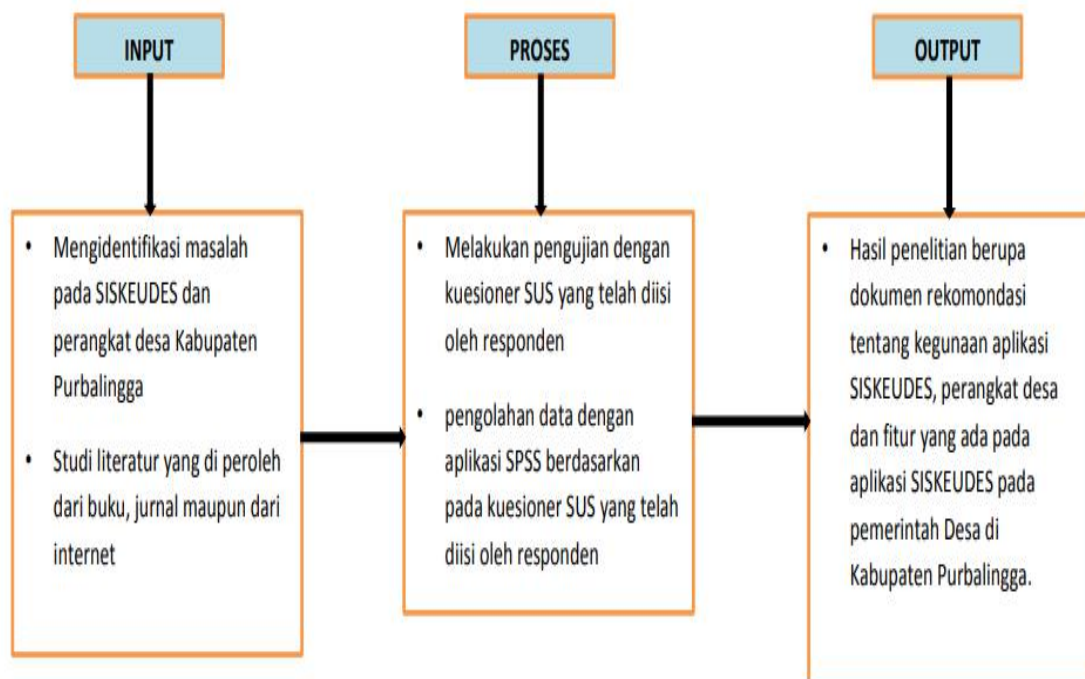 INPUT
PROSES
OUTPUT
• Mengidentifikasi masalah
pada SISKEUDES dan
perangkat desa Kabupaten
Purbalingga
• Studi literatur yang di peroleh
dari buku, jurnal maupun dari
internet
• Melakukan pengujian dengan
kuesioner SUS yang telah diisi
oleh responden
• pengolahan data dengan
aplikasi SPSS berdasarkan
pada kuesioner SUS yang telah
diisi oleh responden
• Hasil penelitian berupa
dokumen rekomondasi
tentang kegunaan aplikasi
SISKEUDES, perangkat desa
dan fitur yang ada pada
aplikasi SISKEUDES pada
pemerintah Desa di
Kabupaten Purbalingga.